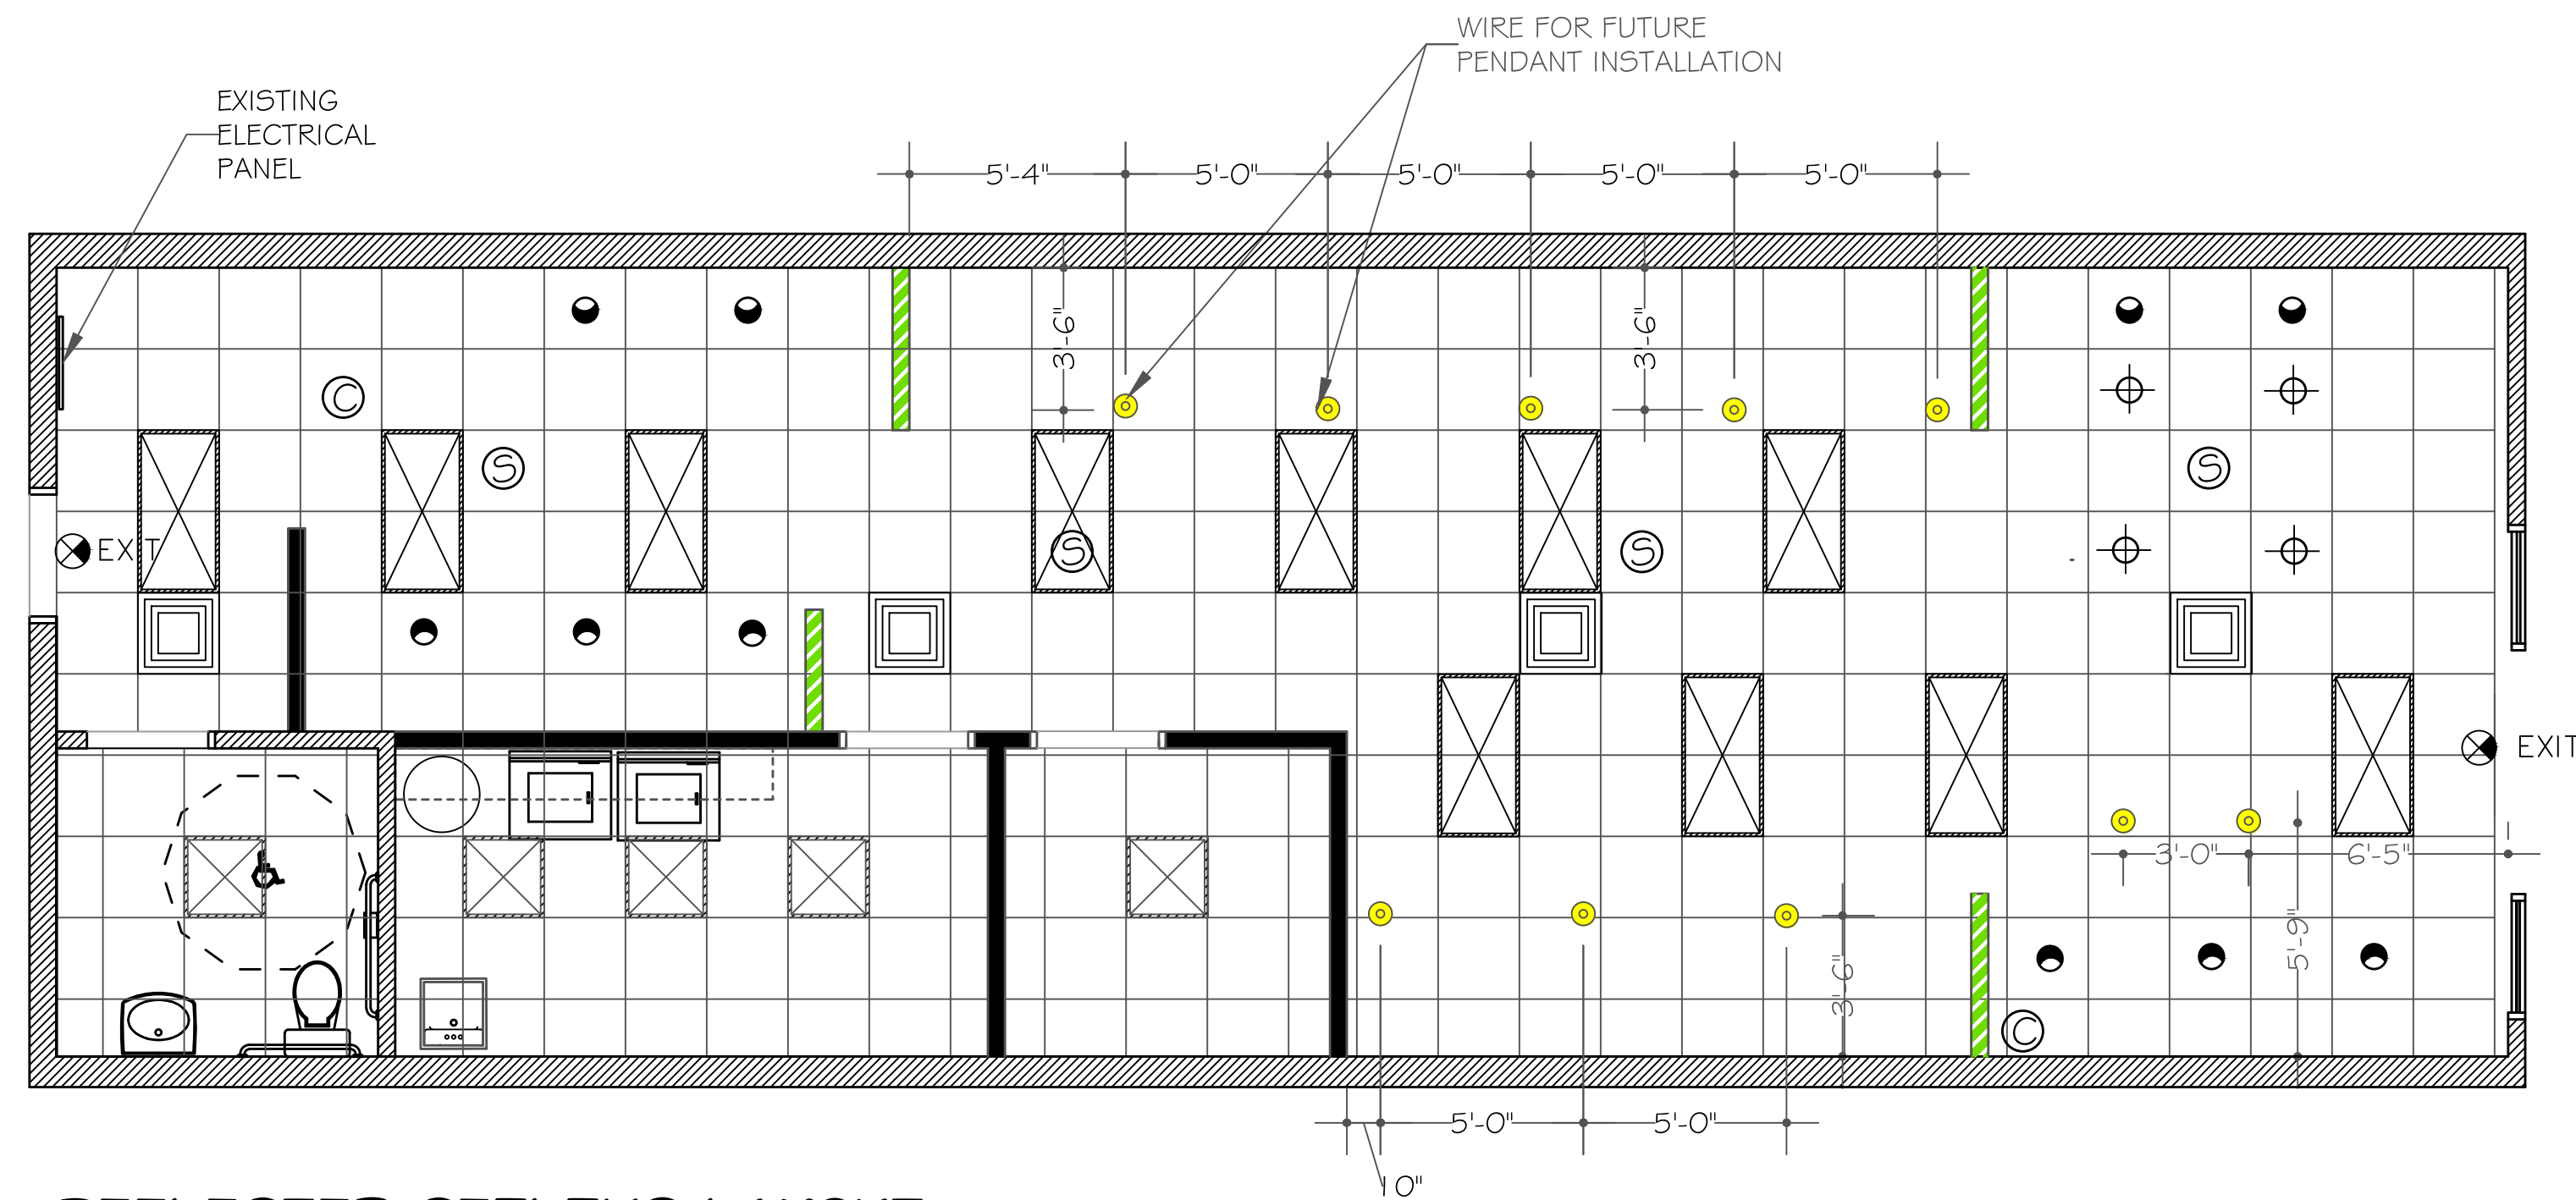 WIRE FOR FUTURE
PENDANT INSTALLATION
EXISTING
ELECTRICAL
PANEL
5'-4" 5'-0" 5'-0" 5'-0" 5'-0"
3'-6" 3'-6"
C
S S
EXIT S S
EXIT
3'-0" 6'-5"
5'-9"
3'-6"
C
5'-0" 5'-0"
10"